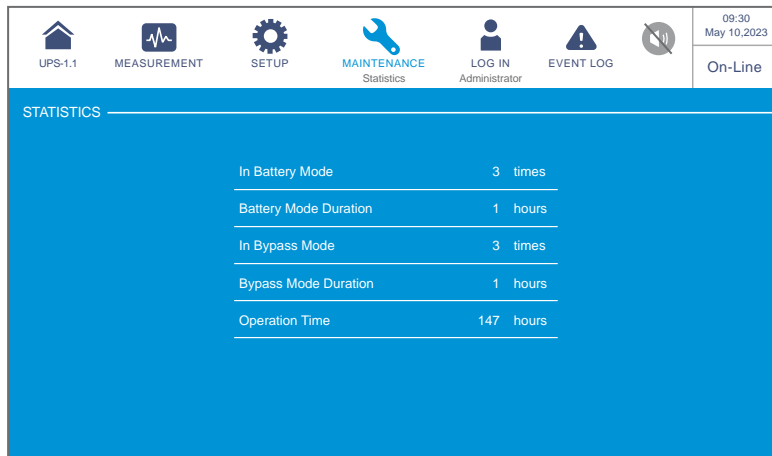 09:30
May 10,2023
UPS-1.1 MEASUREMENT SETUP MAINTENANCE LOG IN EVENT LOG
Statistics Administrator
On-Line
STATISTICS
In Battery Mode 3 times
Battery Mode Duration 1 hours
In Bypass Mode 3 times
Bypass Mode Duration 1 hours
Operation Time 147 hours